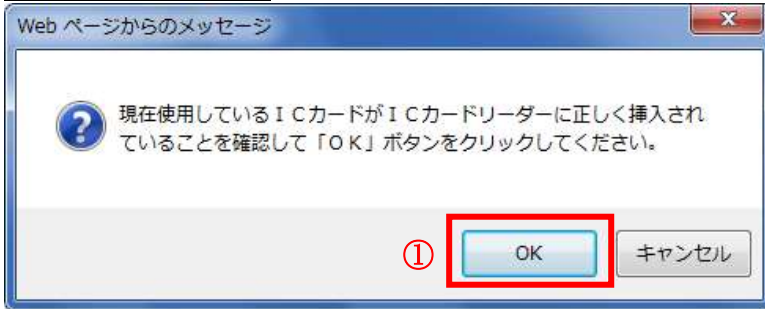 Web ページからのメッセージ
現在使用しているＩＣカードがＩＣカードリーダーに正しく挿入され
ていることを確認して「ＯＫ」ボタンをクリックしてください。
① OK キャンセル